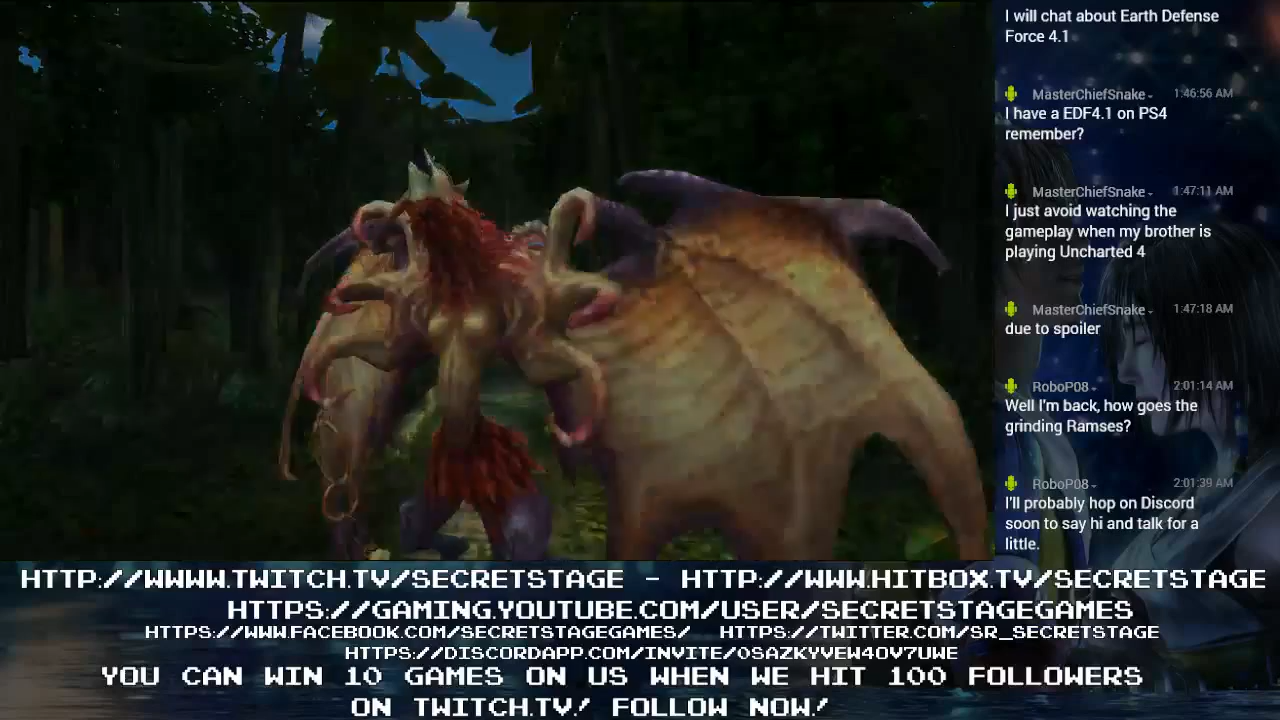 I will chat about Earth Defense
Force 4.1
MasterChiefSnake 1:46:56 AM
I have a EDF4.1 on PS4
remember?
MasterChiefSnake 1:47:11 AM
I just avoid watching the
gameplay when my brother is
playing Uncharted 4
MasterChiefSnake 1:47:18 AM
due to spoiler
RoboP08 2:01:14 AM
Well I'm back, how goes the
grinding Ramses?
RoboP08 2:01:39 AM
I'll probably hop on Discord
soon to say hi and talk for a
little.
HTTP://WWWW.TWITCH.TV/SECRETSTAGE - HTTP://WWW.HITBOX.TV/SECRETSTAGE
HTTPS://GAMING.YOUTUBE.COM/USER/SECRETSTAGEGAMES
HTTPS://WWW.FACEBOOK.COM/SECRETSTAGEGAMES/ HTTPS://TWITTER.COM/SR_SECRETSTAGE
HTTPS://DISCORDAPP.COM/INVITE/0SAZKYVEW4OV7UWE
YOU CAN WIN 10 GAMES ON US WHEN WE HIT 100 FOLLOWERS
ON TWITCH.TV! FOLLOW NOW!